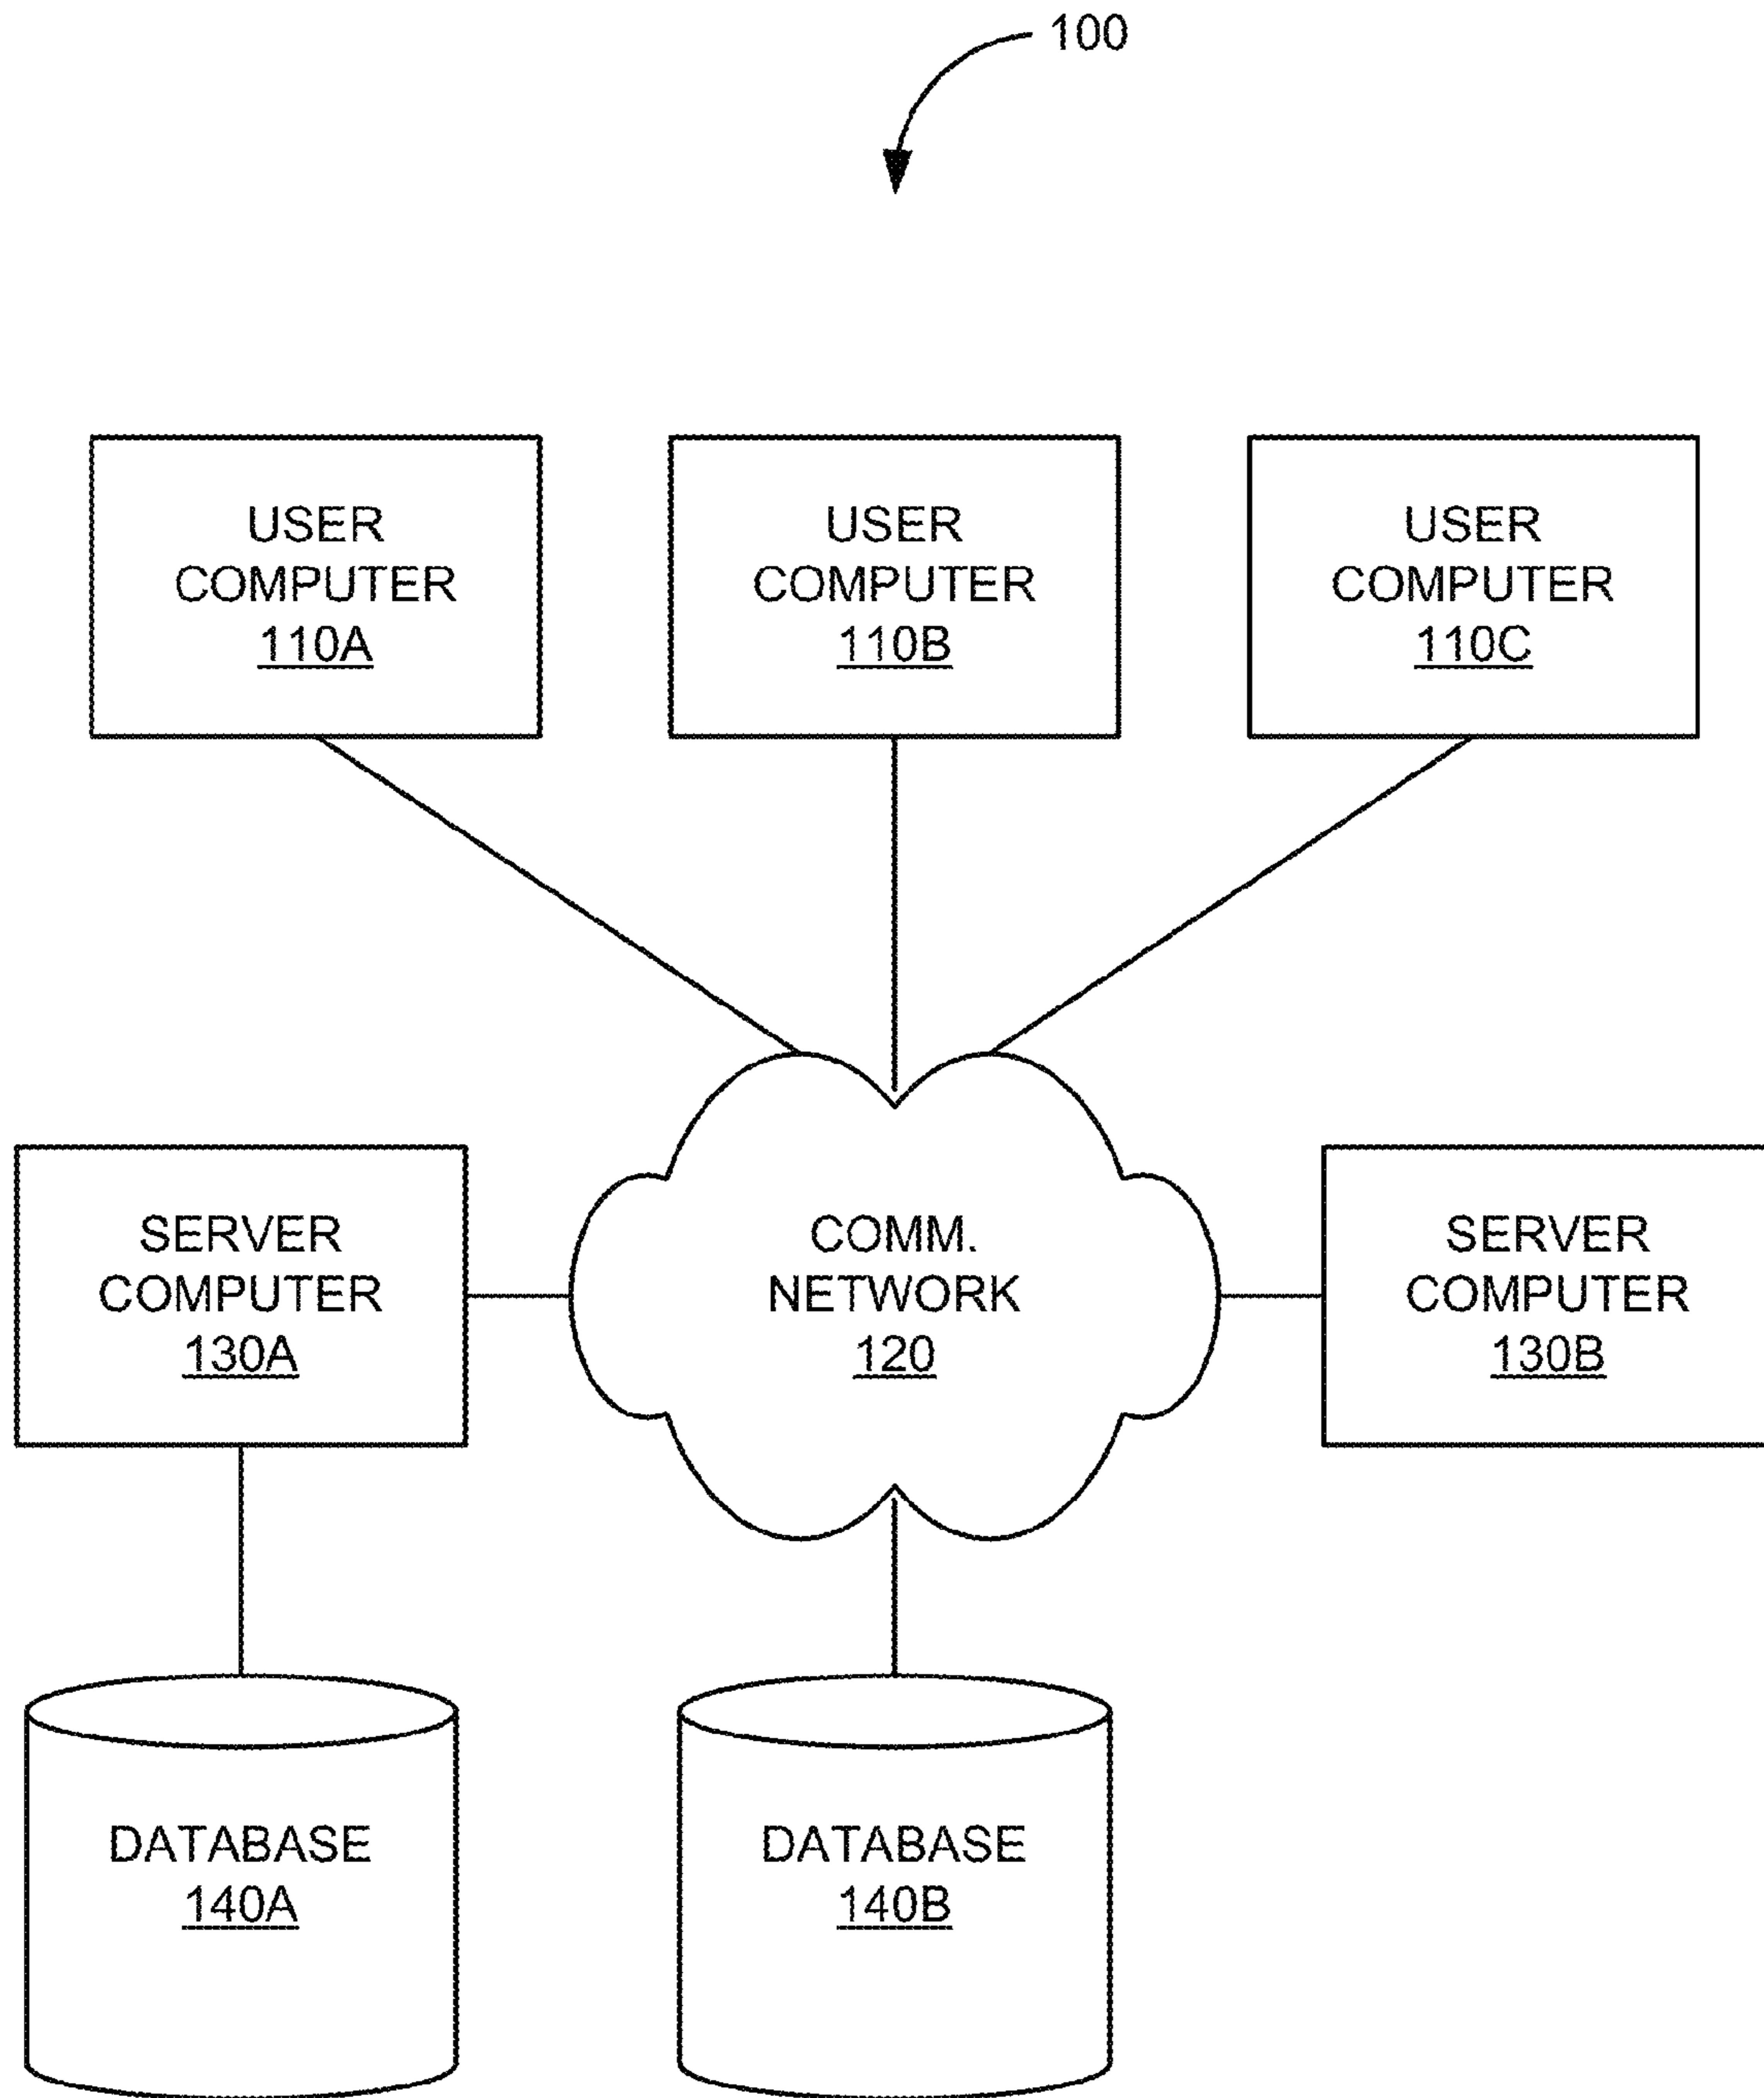 100
USER
COMPUTER
110A
USER
COMPUTER
110B
USER
COMPUTER
110C
SERVER
COMPUTER
130A
COMM.
NETWORK
120
SERVER
COMPUTER
130B
DATABASE
140A
DATABASE
140B